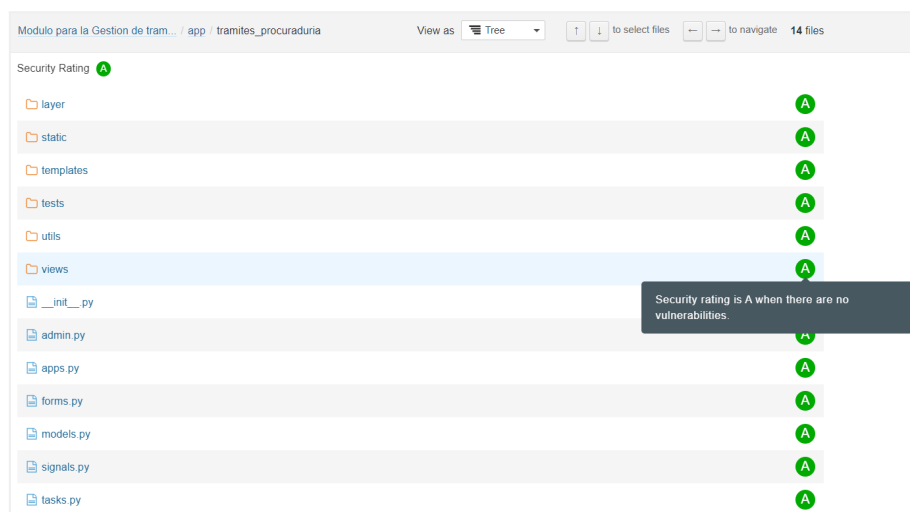 Modulo para la Gestion de tram... / app / tramites_procuraduria View as Tree ↑ ↓ to select files ← → to navigate 14 files
Security Rating A
layer A
static A
templates A
tests A
utils A
views A
__init__.py
Security rating is A when there are no
vulnerabilities.
admin.py A
apps.py A
forms.py A
models.py A
signals.py A
tasks.py A